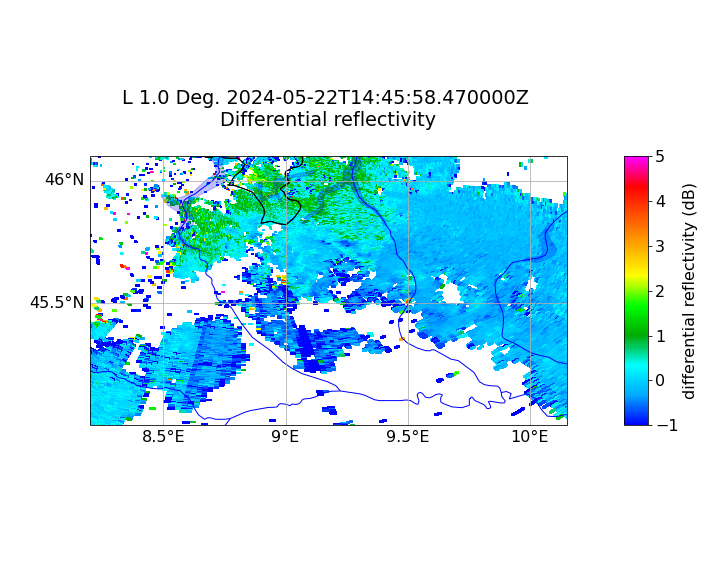 L 1.0 Deg. 2024-05-22T14:45:58.470000Z
Differential reflectivity
46°N
45.5°N
8.5°E
9°E
9.5°E
10°E
5
4
3
2
1
0
−1
differential reflectivity (dB)